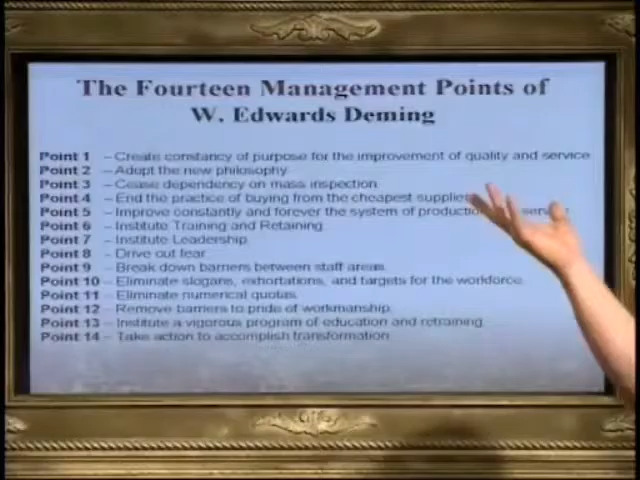 The Fourteen Management Points of
W. Edwards Deming
Point 1 – Create constancy of purpose for the improvement of quality and service
Point 2 – Adopt the new philosophy
Point 3 – Cease dependency on mass inspection
Point 4 – End the practice of buying from the cheapest supplier
Point 5 – Improve constantly and forever the system of production
Point 6 – Institute Training and Retaining
Point 7 – Institute Leadership
Point 8 – Drive out fear
Point 9 – Break down barriers between staff areas.
Point 10 – Eliminate slogans, exhortations, and targets for the workforce.
Point 11 – Eliminate numerical quotas.
Point 12 – Remove barriers to pride of workmanship.
Point 13 – Institute a vigorous program of education and retraining.
Point 14 – Take action to accomplish transformation